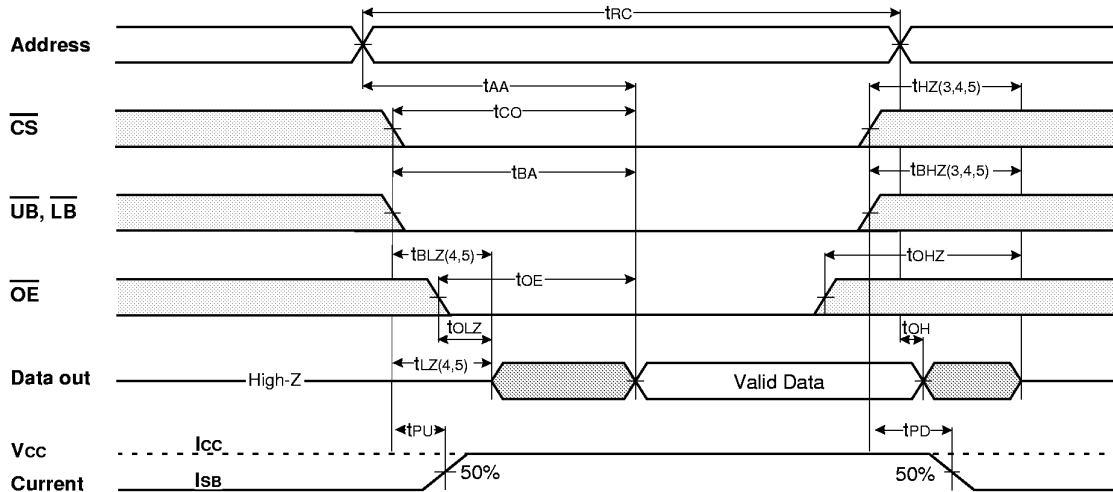 tRC
Address
tAA
tHZ(3,4,5)
CS
tCO
tBA
tBHZ(3,4,5)
UB, LB
tBLZ(4,5)
tOHZ
OE
tOE
tOLZ
tOH
tLZ(4,5)
Data out
High-Z
Valid Data
tPU
tPD
VCC
ICC
50%
50%
Current
ISB